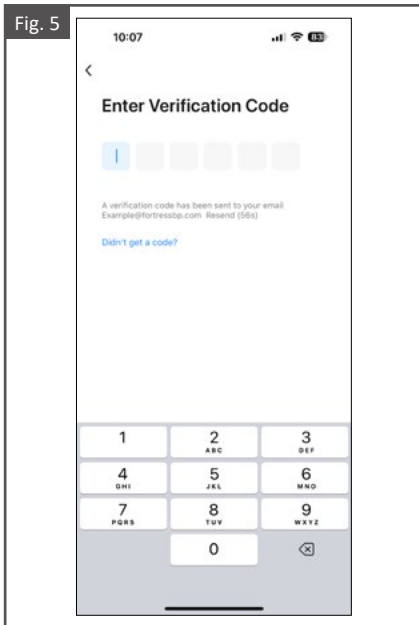 Fig. 5
10:07
83
Enter Verification Code
A verification code has been sent to your email
Example@fortressbp.com Resend (56s)
Didn't get a code?
1 2 3
ABC DEF
4 5 6
GHI JKL MNO
7 8 9
PQRS TUV WXYZ
0